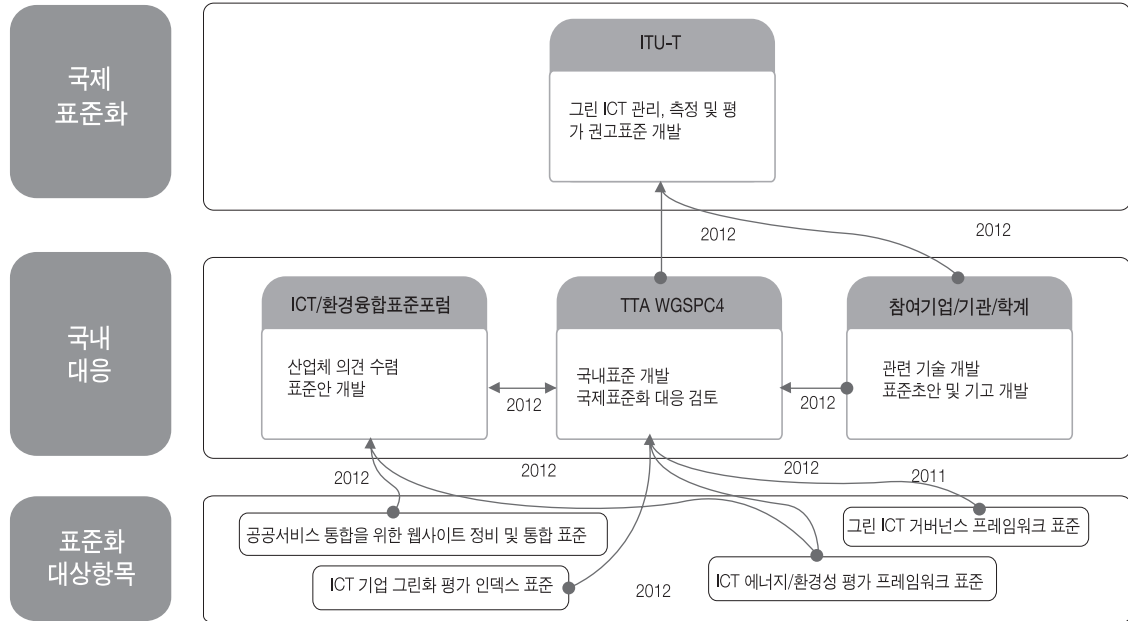 국제
표준화
ITU-T
그린 ICT 관리, 측정 및 평
가 권고표준 개발
2012
2012
국내
대응
ICT/환경융합표준포럼
산업체 의견 수렴
표준안 개발
2012
TTA WGSPC4
국내표준 개발
국제표준화 대응 검토
2012
참여기업/기관/학계
관련 기술 개발
표준초안 및 기고 개발
2012
2012
2012
2011
표준화
대상항목
공공서비스 통합을 위한 웹사이트 정비 및 통합 표준
그린 ICT 거버넌스 프레임워크 표준
ICT 기업 그린화 평가 인덱스 표준
2012
ICT 에너지/환경성 평가 프레임워크 표준